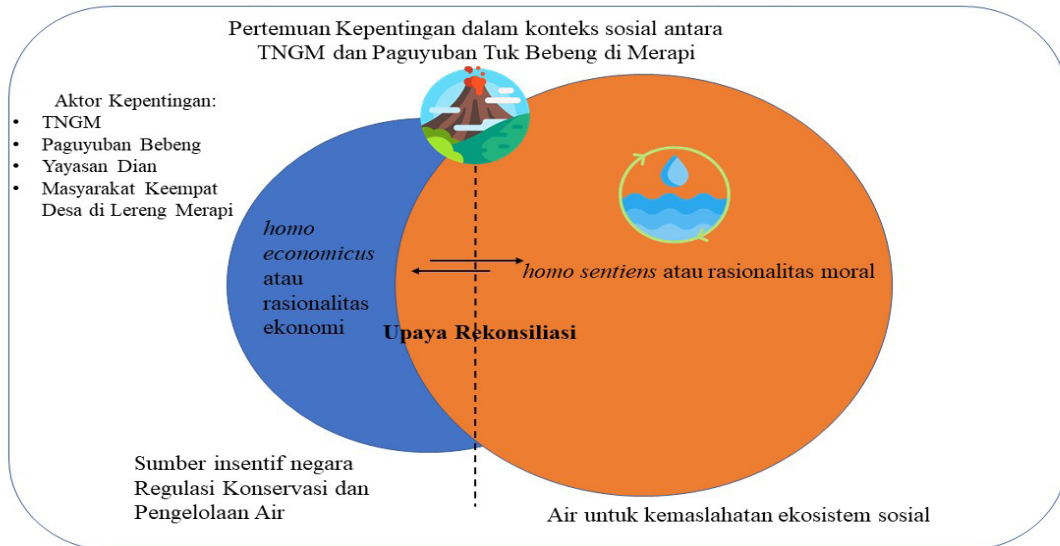 Pertemuan Kepentingan dalam konteks sosial antara
TNGM dan Paguyuban Tuk Bebeng di Merapi
Aktor Kepentingan:
• TNGM
• Paguyuban Bebeng
• Yayasan Dian
• Masyarakat Keempat
Desa di Lereng Merapi
homo
economicus
atau
rasionalitas
ekonomi
homo sentiens atau rasionalitas moral
Upaya Rekonsiliasi
Sumber insentif negara
Regulasi Konservasi dan
Pengelolaan Air
Air untuk kemaslahatan ekosistem sosial